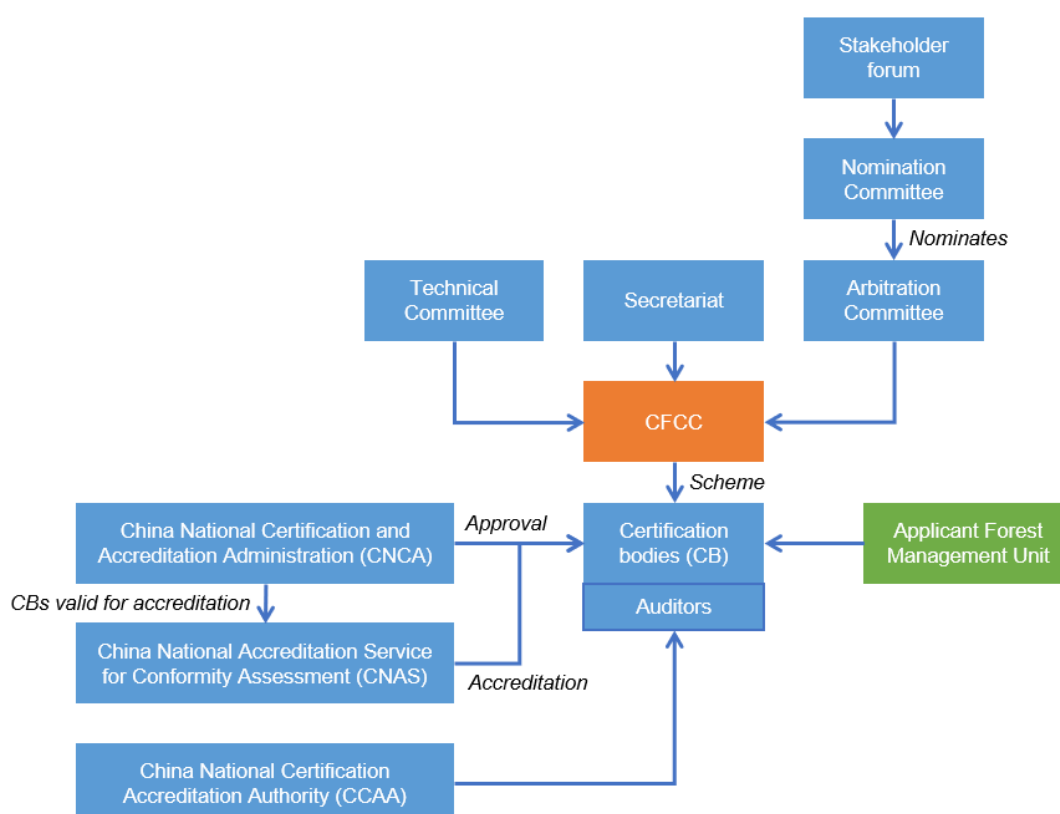 Stakeholder
forum
Nomination
Committee
Nominates
Technical
Committee
Secretariat
Arbitration
Committee
CFCC
Scheme
China National Certification and
Accreditation Administration (CNCA)
Approval
Certification
bodies (CB)
Applicant Forest
Management Unit
CBs valid for accreditation
Auditors
China National Accreditation Service
for Conformity Assessment (CNAS)
Accreditation
China National Certification
Accreditation Authority (CCAA)